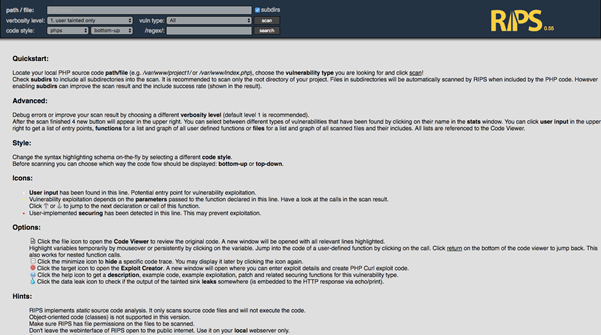 path / file:
subdirs
verbosity level:
1. user tainted only
vuln type:
All
scan
code style:
phps
bottom-up
/regex/:
search
RIPS 0.55
Quickstart:
Locate your local PHP source code path/file (e.g. /var/www/project1/ or /var/www/index.php), choose the vulnerability type you are looking for and click scan!
Check subdirs to include all subdirectories into the scan. It is recommended to scan only the root directory of your project. Files in subdirectories will be automatically scanned by RIPS when included by the PHP code. However
enabling subdirs can improve the scan result and the include success rate (shown in the result).
Advanced:
Debug errors or improve your scan result by choosing a different verbosity level (default level 1 is recommended).
After the scan finished 4 new button will appear in the upper right. You can select between different types of vulnerabilities that have been found by clicking on their name in the stats window. You can click user input in the upper
right to get a list of entry points, functions for a list and graph of all user defined functions or files for a list and graph of all scanned files and their includes. All lists are referenced to the Code Viewer.
Style:
Change the syntax highlighting schema on-the-fly by selecting a different code style.
Before scanning you can choose which way the code flow should be displayed: bottom-up or top-down.
Icons:
User input has been found in this line. Potential entry point for vulnerability exploitation.
Vulnerability exploitation depends on the parameters passed to the function declared in this line. Have a look at the calls in the scan result.
Click ⇑ or ⇓ to jump to the next declaration or call of this function.
User-implemented securing has been detected in this line. This may prevent exploitation.
Options:
Click the file icon to open the Code Viewer to review the original code. A new window will be opened with all relevant lines highlighted.
Highlight variables temporarily by mouseover or persistently by clicking on the variable. Jump into the code of a user-defined function by clicking on the call. Click return on the bottom of the code viewer to jump back. This
also works for nested function calls.
Click the minimize icon to hide a specific code trace. You may display it later by clicking the icon again.
Click the target icon to open the Exploit Creator. A new window will open where you can enter exploit details and create PHP Curl exploit code.
Click the help icon to get a description, example code, example exploitation, patch and related securing functions for this vulnerability type.
Click the data leak icon to check if the output of the tainted sink leaks somewhere (is embedded to the HTTP response via echo/print).
Hints:
RIPS implements static source code analysis. It only scans source code files and will not execute the code.
Object-oriented code (classes) is not supported in this version.
Make sure RIPS has file permissions on the files to be scanned.
Don't leave the webinterface of RIPS open to the public internet. Use it on your local webserver only.